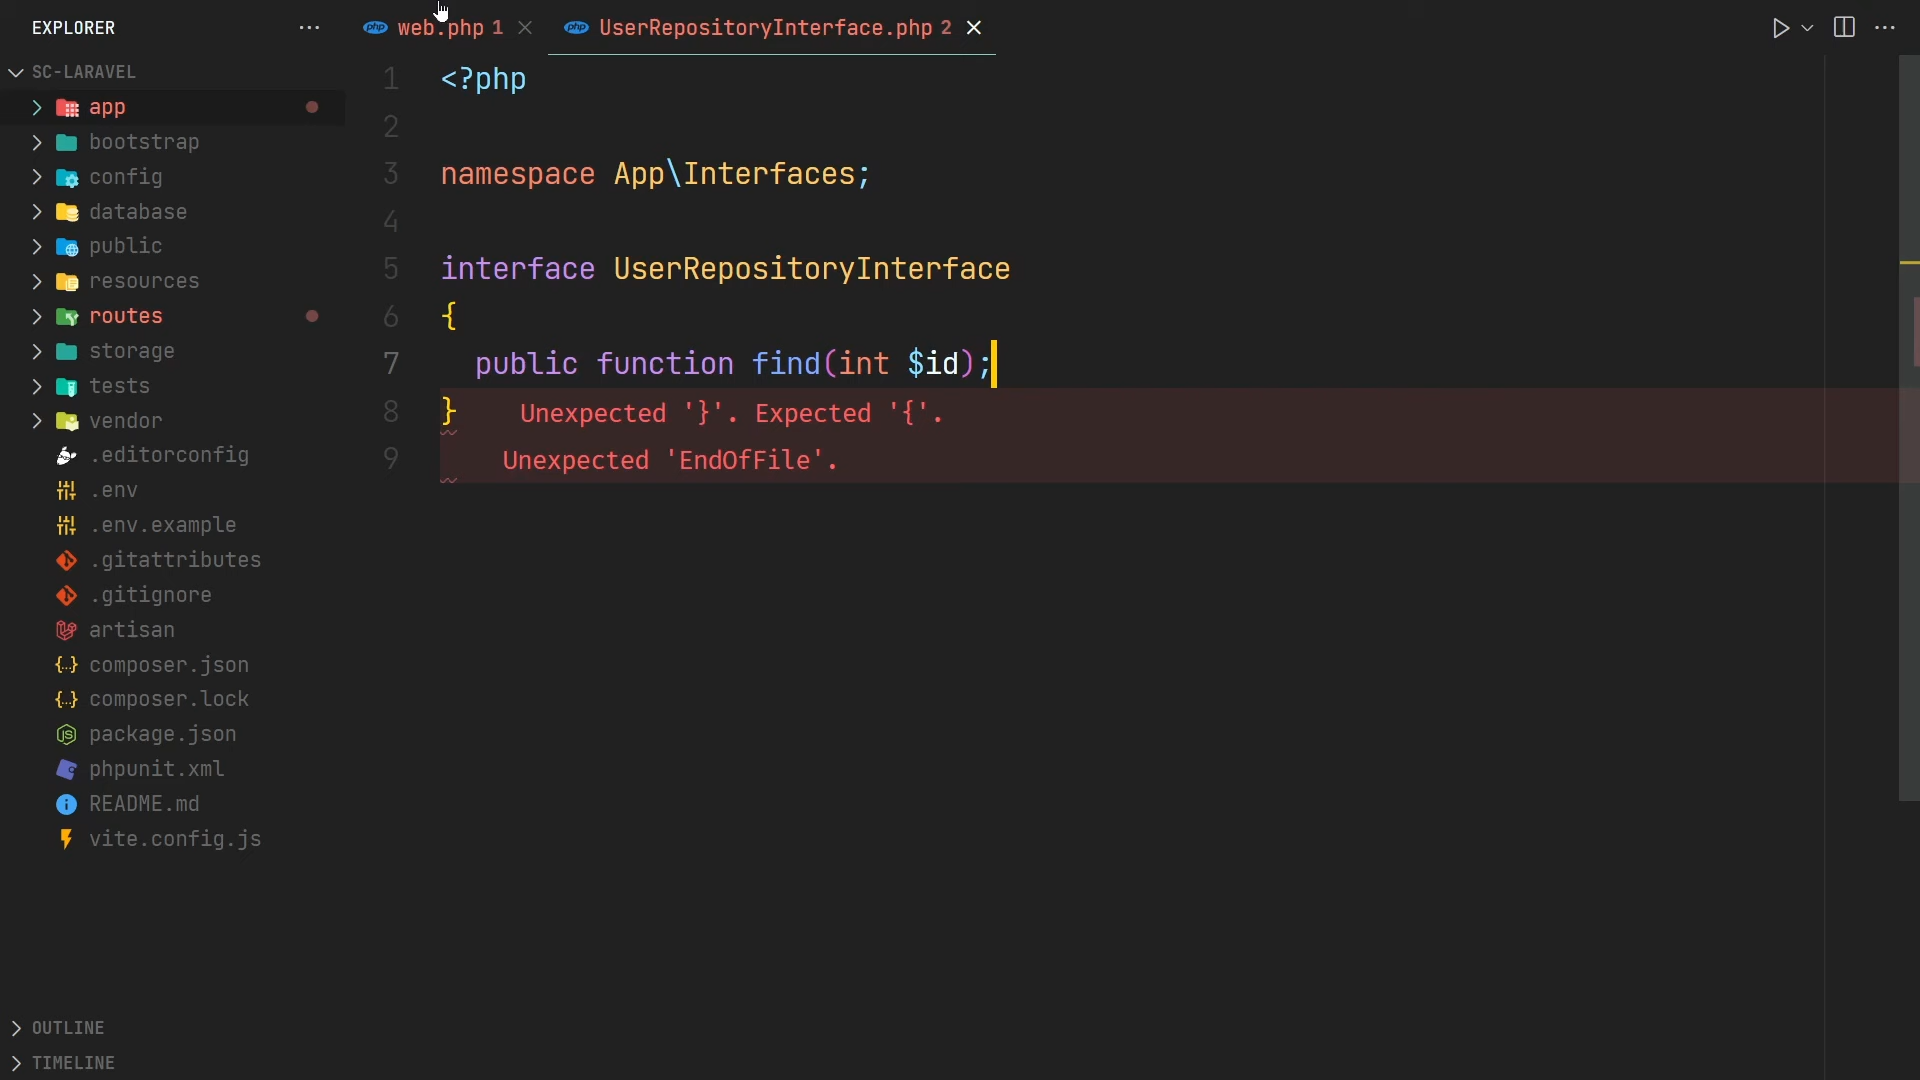 EXPLORER
SC-LARAVEL
app
bootstrap
config
database
public
resources
routes
storage
tests
vendor
.editorconfig
.env
.env.example
.gitattributes
.gitignore
artisan
composer.json
composer.lock
package.json
phpunit.xml
README.md
vite.config.js
OUTLINE
TIMELINE
web.php 1
UserRepositoryInterface.php 2
1 <?php
2
3 namespace App\Interfaces;
4
5 interface UserRepositoryInterface
6 {
7 public function find(int $id);
8 } Unexpected '}'. Expected '{'.
9 Unexpected 'EndOfFile'.